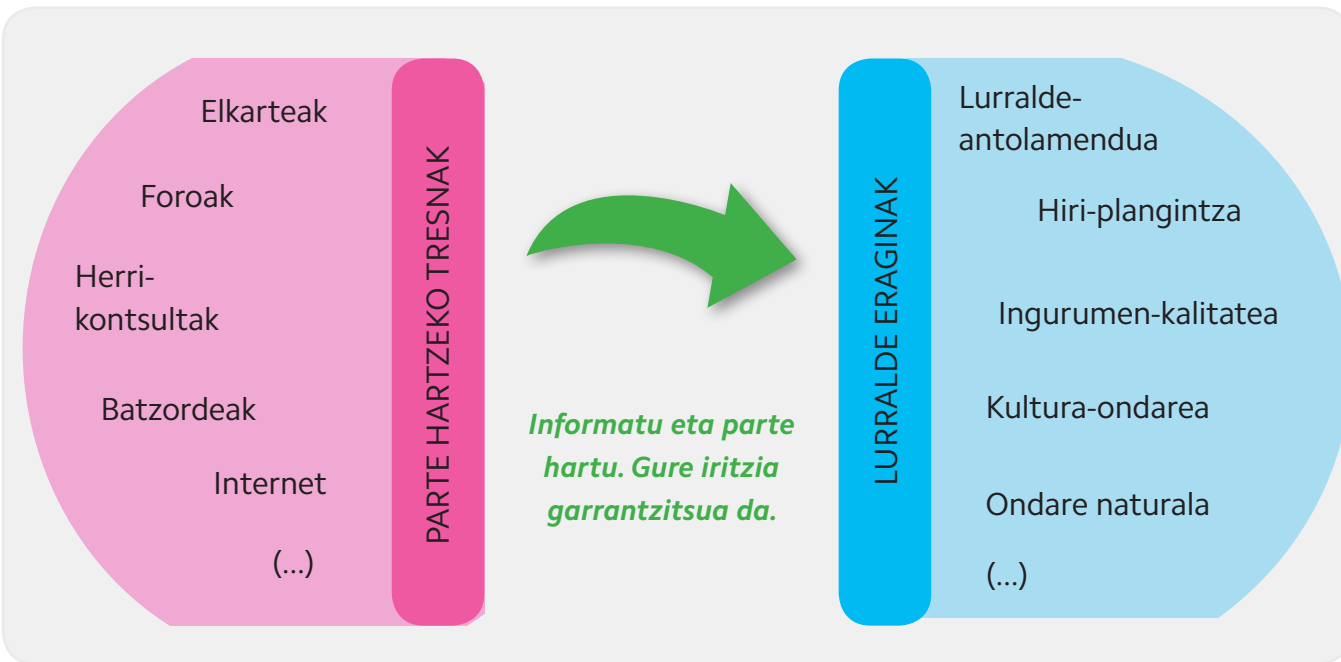 Elkarteak
Foroak
Herri-
kontsultak
Batzordeak
Internet
(...)
PARTE HARTZEKO TRESNAK
Informatu eta parte
hartu. Gure iritzia
garrantzitsua da.
LURRALDE ERAGINAK
Lurralde-
antolamendua
Hiri-plangintza
Ingurumen-kalitatea
Kultura-ondarea
Ondare naturala
(...)